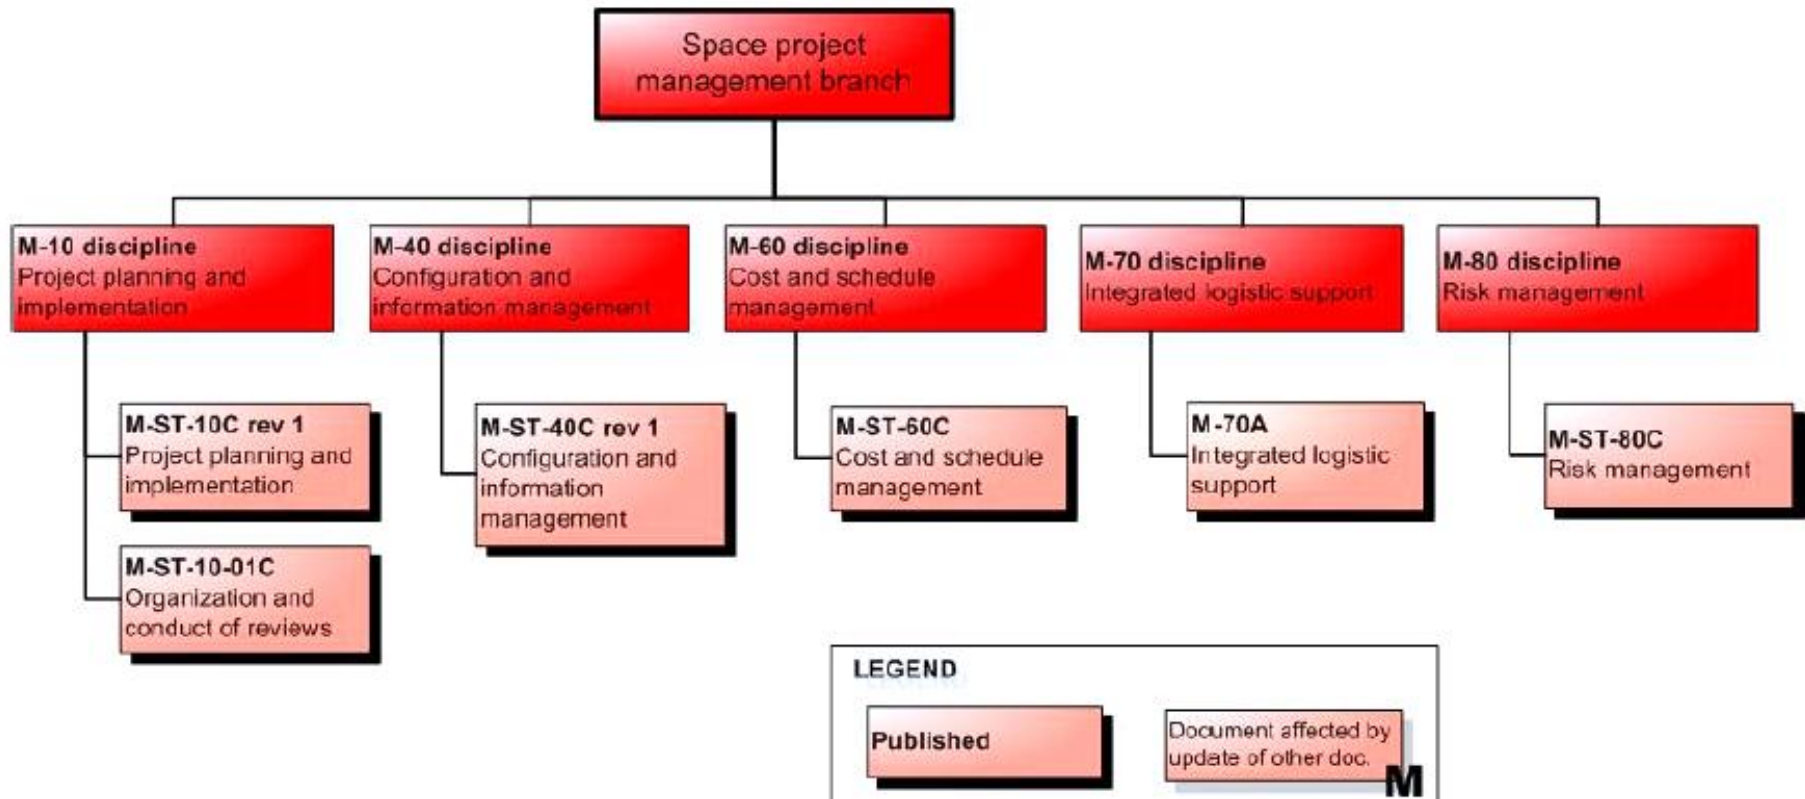 Space project
management branch
M-10 discipline
Project planning and
implementation
M-40 discipline
Configuration and
information management
M-60 discipline
Cost and schedule
management
M-70 discipline
Integrated logistic support
M-80 discipline
Risk management
M-ST-10C rev 1
Project planning and
implementation
M-ST-40C rev 1
Configuration and
information
management
M-ST-60C
Cost and schedule
management
M-70A
Integrated logistic
support
M-ST-80C
Risk management
M-ST-10-01C
Organization and
conduct of reviews
LEGEND
Published
Document affected by
update of other doc.
M